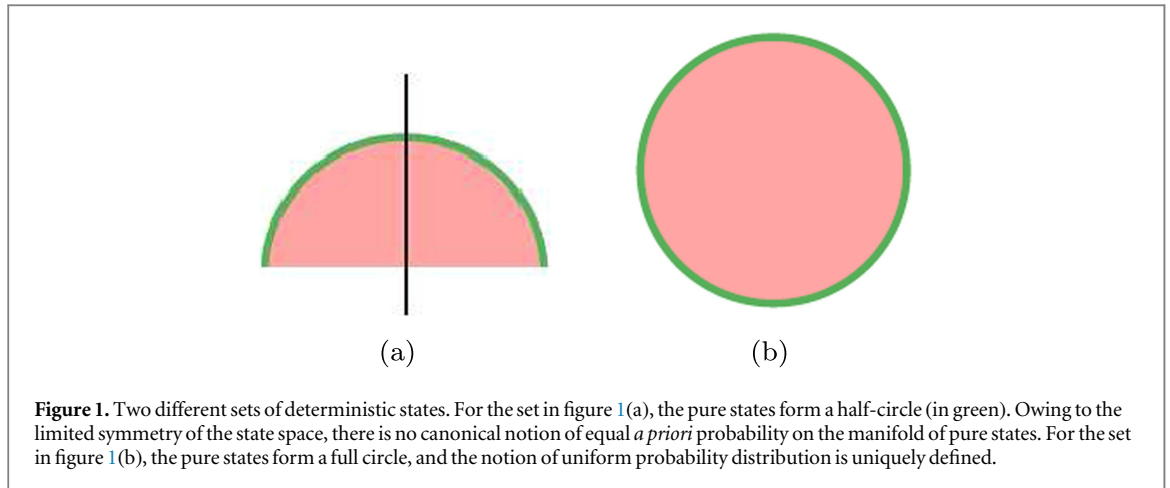 (a) (b)
Figure 1. Two different sets of deterministic states. For the set in figure 1(a), the pure states form a half-circle (in green). Owing to the
limited symmetry of the state space, there is no canonical notion of equal a priori probability on the manifold of pure states. For the set
in figure 1(b), the pure states form a full circle, and the notion of uniform probability distribution is uniquely defined.